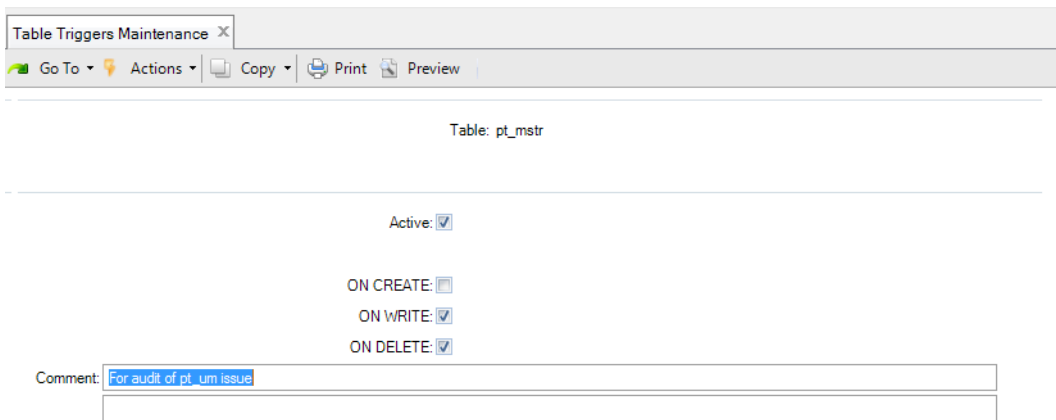 Table Triggers Maintenance X
Go To Actions Copy Print Preview
Table: pt_mstr
Active:
ON CREATE:
ON WRITE:
ON DELETE:
Comment: For audit of pt_um issue